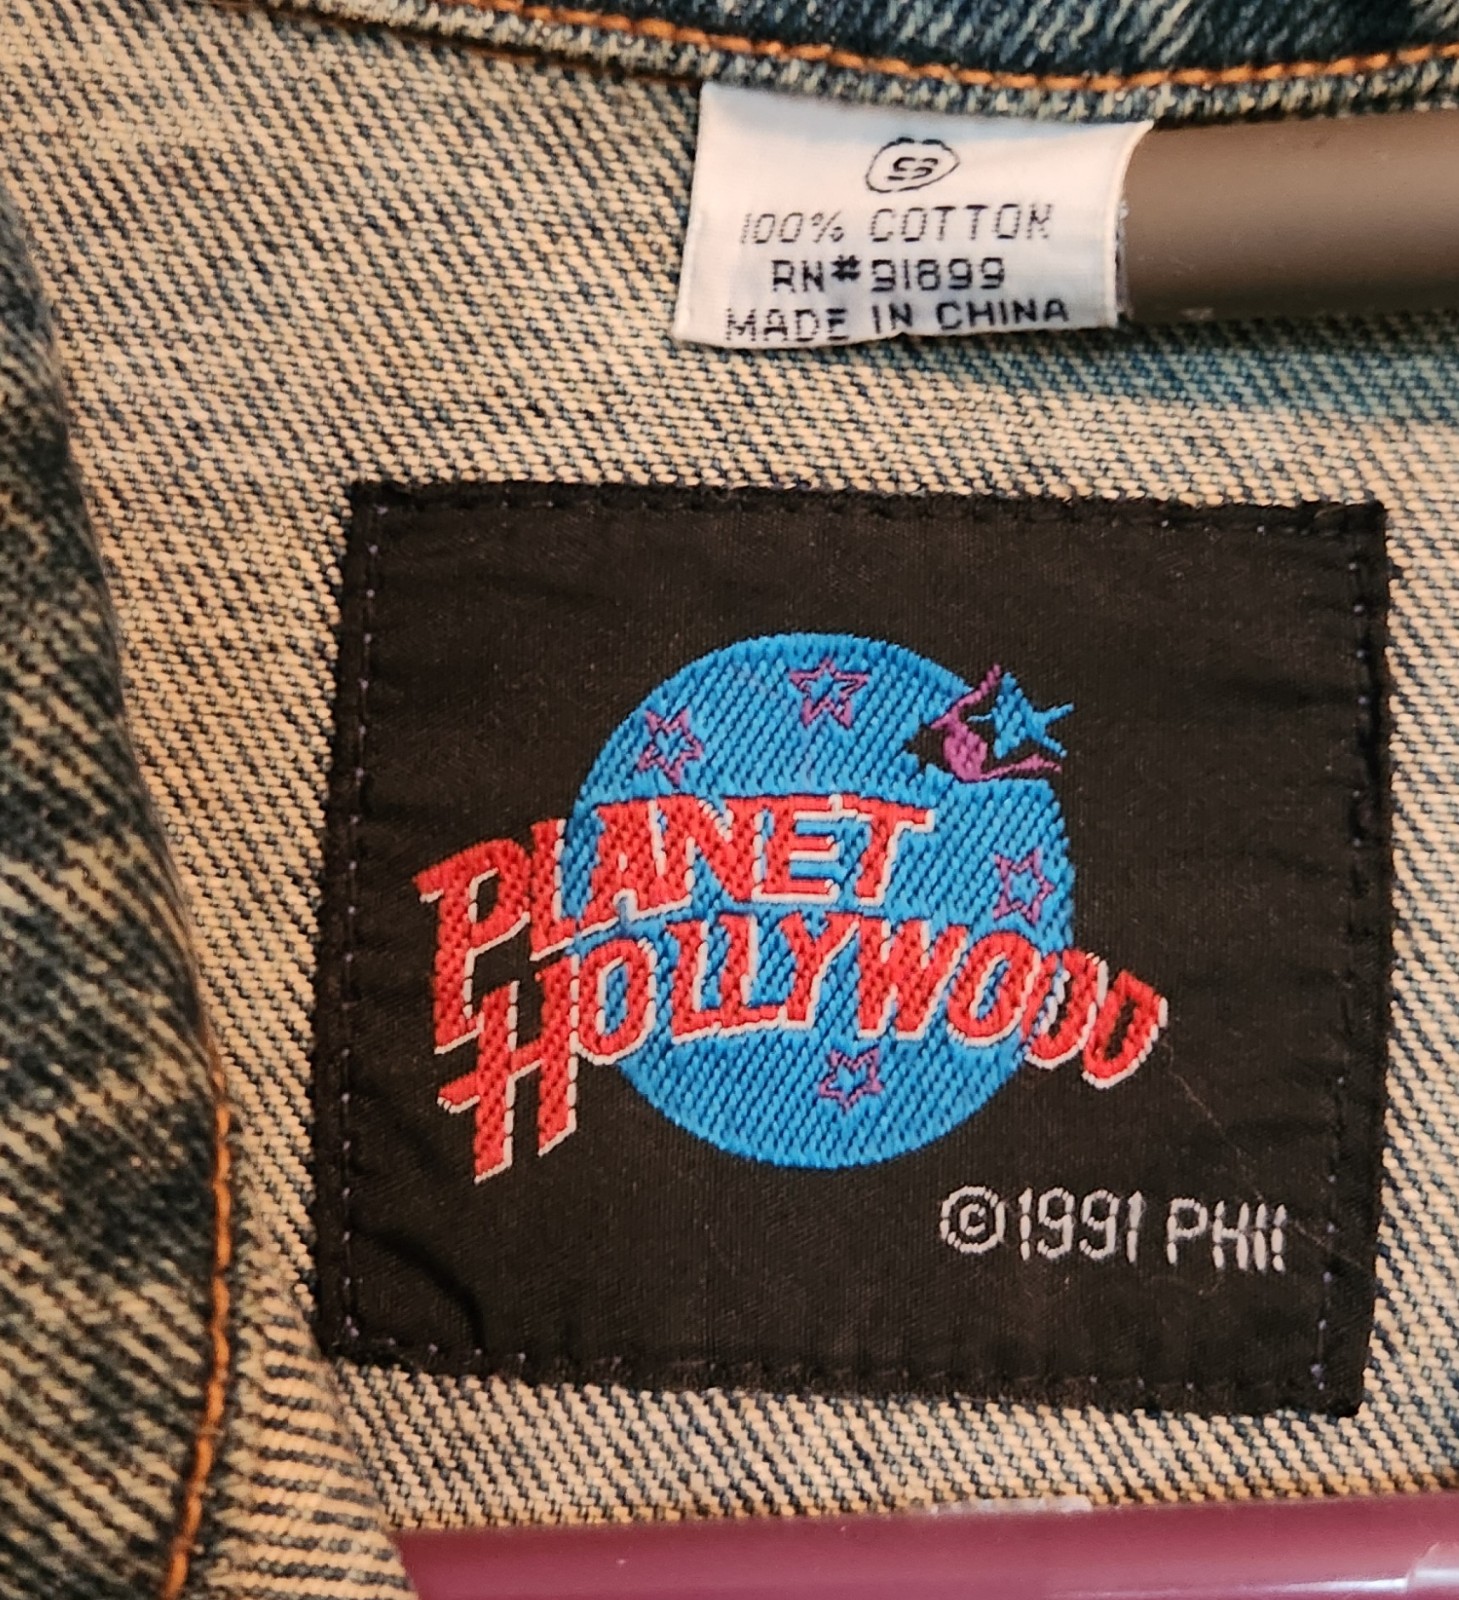 100% COTTON
RN#91899
MADE IN CHINA
PLANET
HOLLYWOOD
©1991 PHII